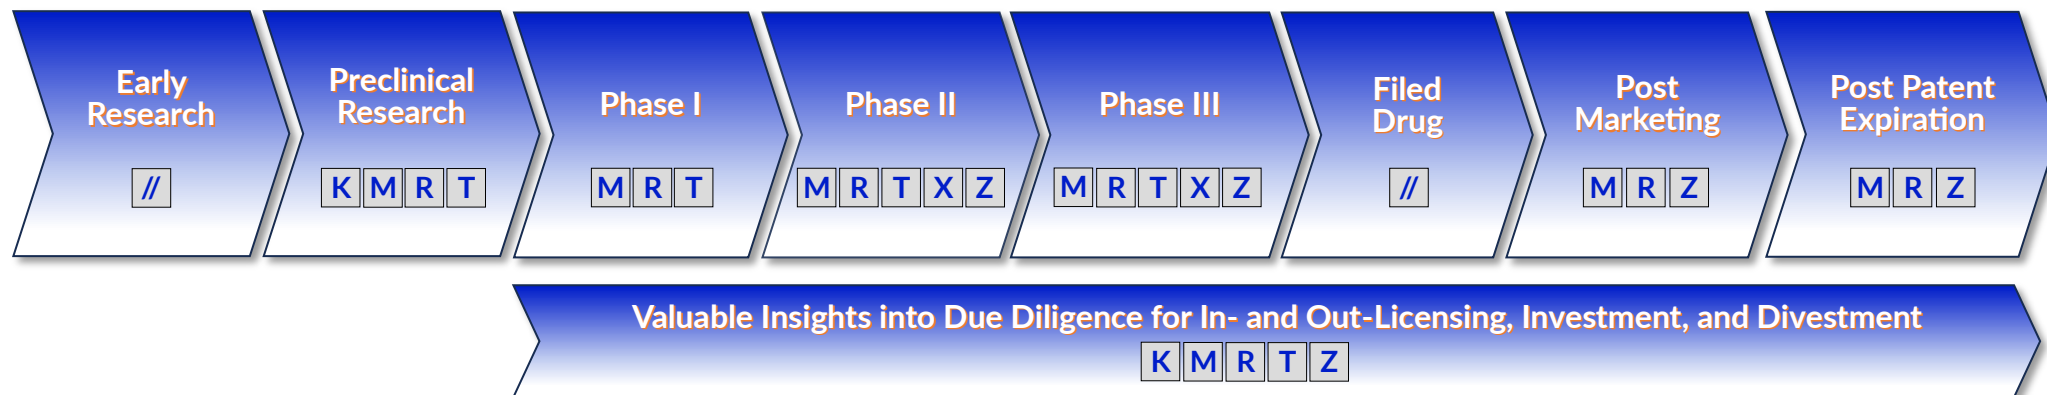 Early
Research
//
Preclinical
Research
K M R T
Phase I
M R T
Phase II
M R T X Z
Phase III
M R T X Z
Filed
Drug
//
Post
Marketing
M R Z
Post Patent
Expiration
M R Z
Valuable Insights into Due Diligence for In- and Out-Licensing, Investment, and Divestment
K M R T Z